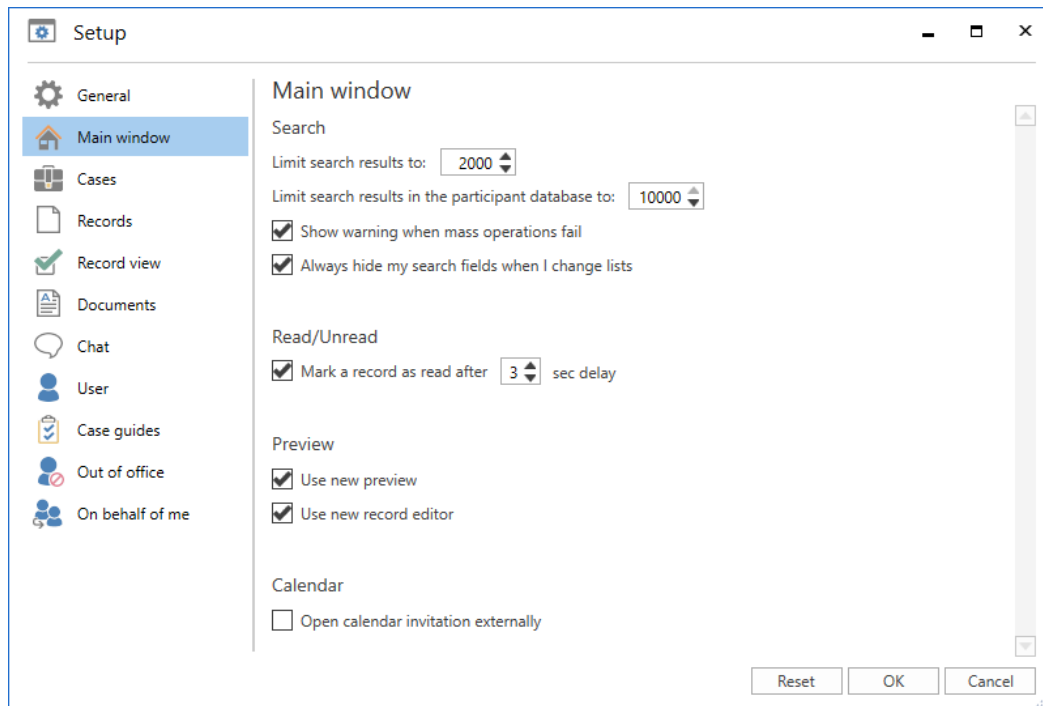 Setup
General
Main window
Cases
Records
Record view
Documents
Chat
User
Case guides
Out of office
On behalf of me
Main window
Search
Limit search results to: 2000
Limit search results in the participant database to: 10000
Show warning when mass operations fail
Always hide my search fields when I change lists
Read/Unread
Mark a record as read after 3 sec delay
Preview
Use new preview
Use new record editor
Calendar
Open calendar invitation externally
Reset OK Cancel